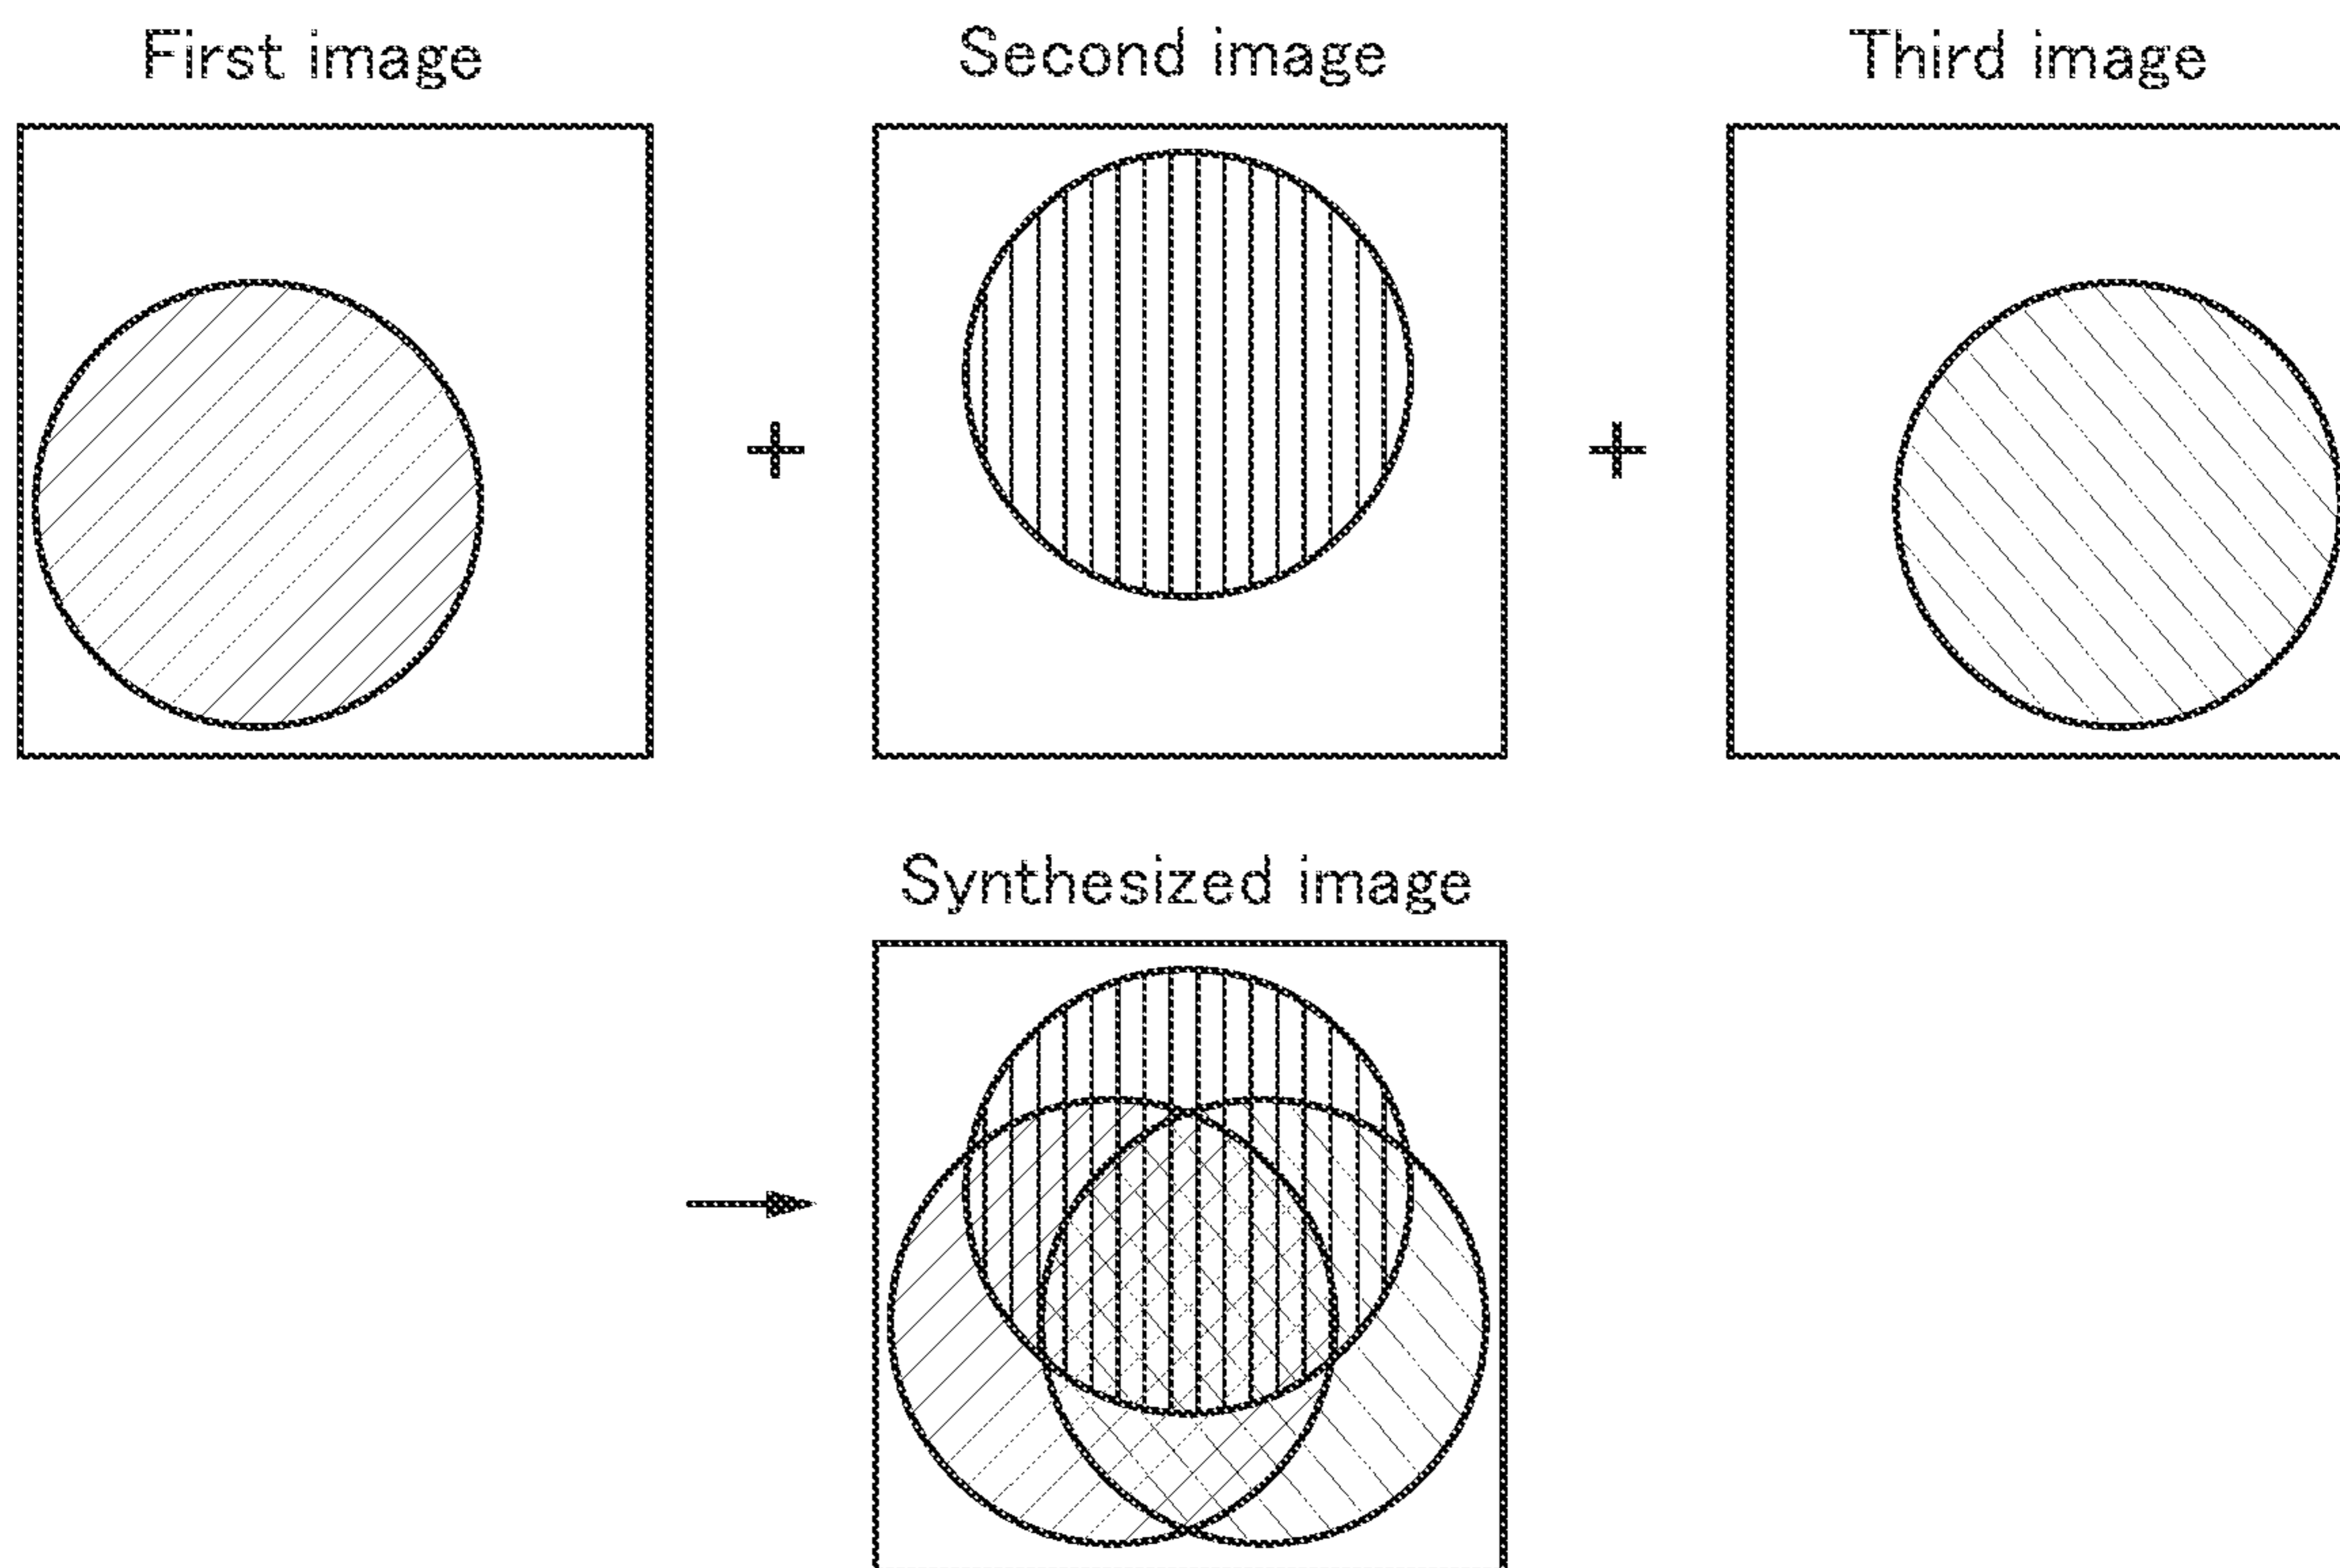 First image
Second image
Third image
+
+
Synthesized image